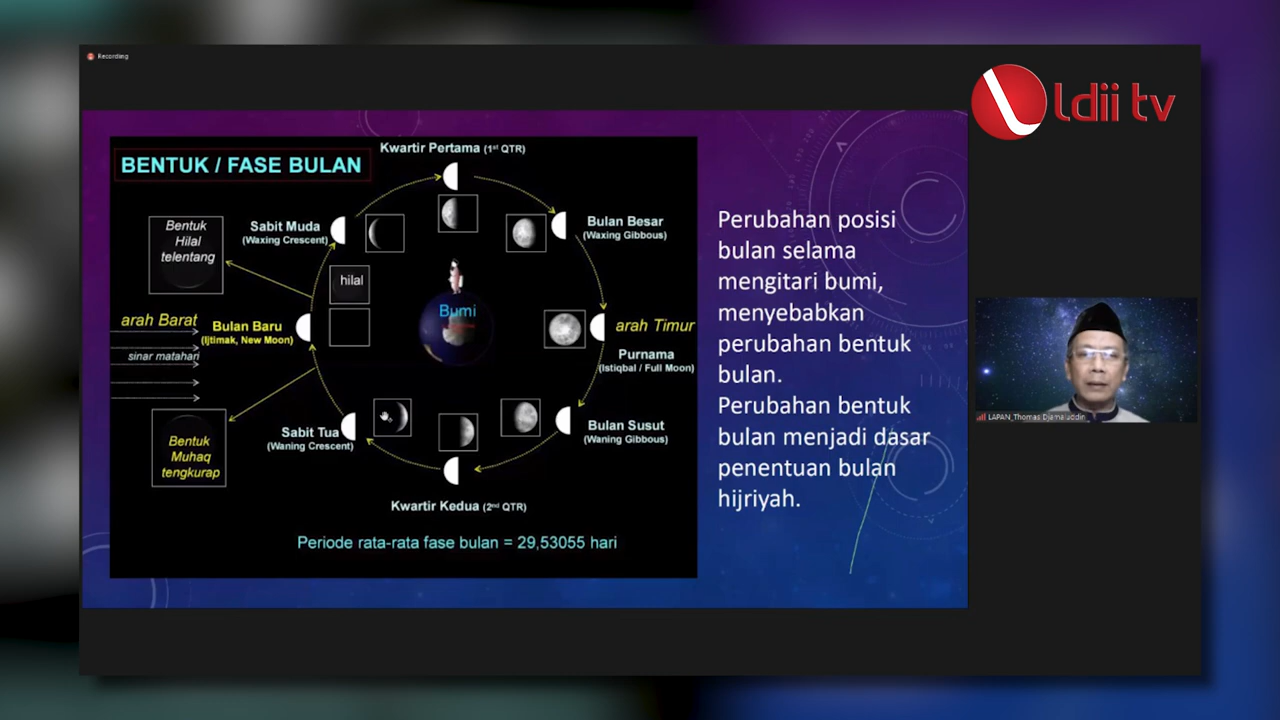 Recording
ldii tv
BENTUK / FASE BULAN
Kwartir Pertama (1st QTR)
Sabit Muda
(Waxing Crescent)
Bulan Besar
(Waxing Gibbous)
Bentuk
Hilal
telentang
hilal
Bumi
arah Barat
Bulan Baru
(Ijtimak, New Moon)
sinar matahari
arah Timur
Purnama
(Istiqbal / Full Moon)
Bentuk
Muhaq
tengkurap
Sabit Tua
(Waning Crescent)
Bulan Susut
(Waning Gibbous)
Kwartir Kedua (2nd QTR)
Periode rata-rata fase bulan = 29,53055 hari
Perubahan posisi
bulan selama
mengitari bumi,
menyebabkan
perubahan bentuk
bulan.
Perubahan bentuk
bulan menjadi dasar
penentuan bulan
hijriyah.
LAPAN_Thomas Djamaluddin